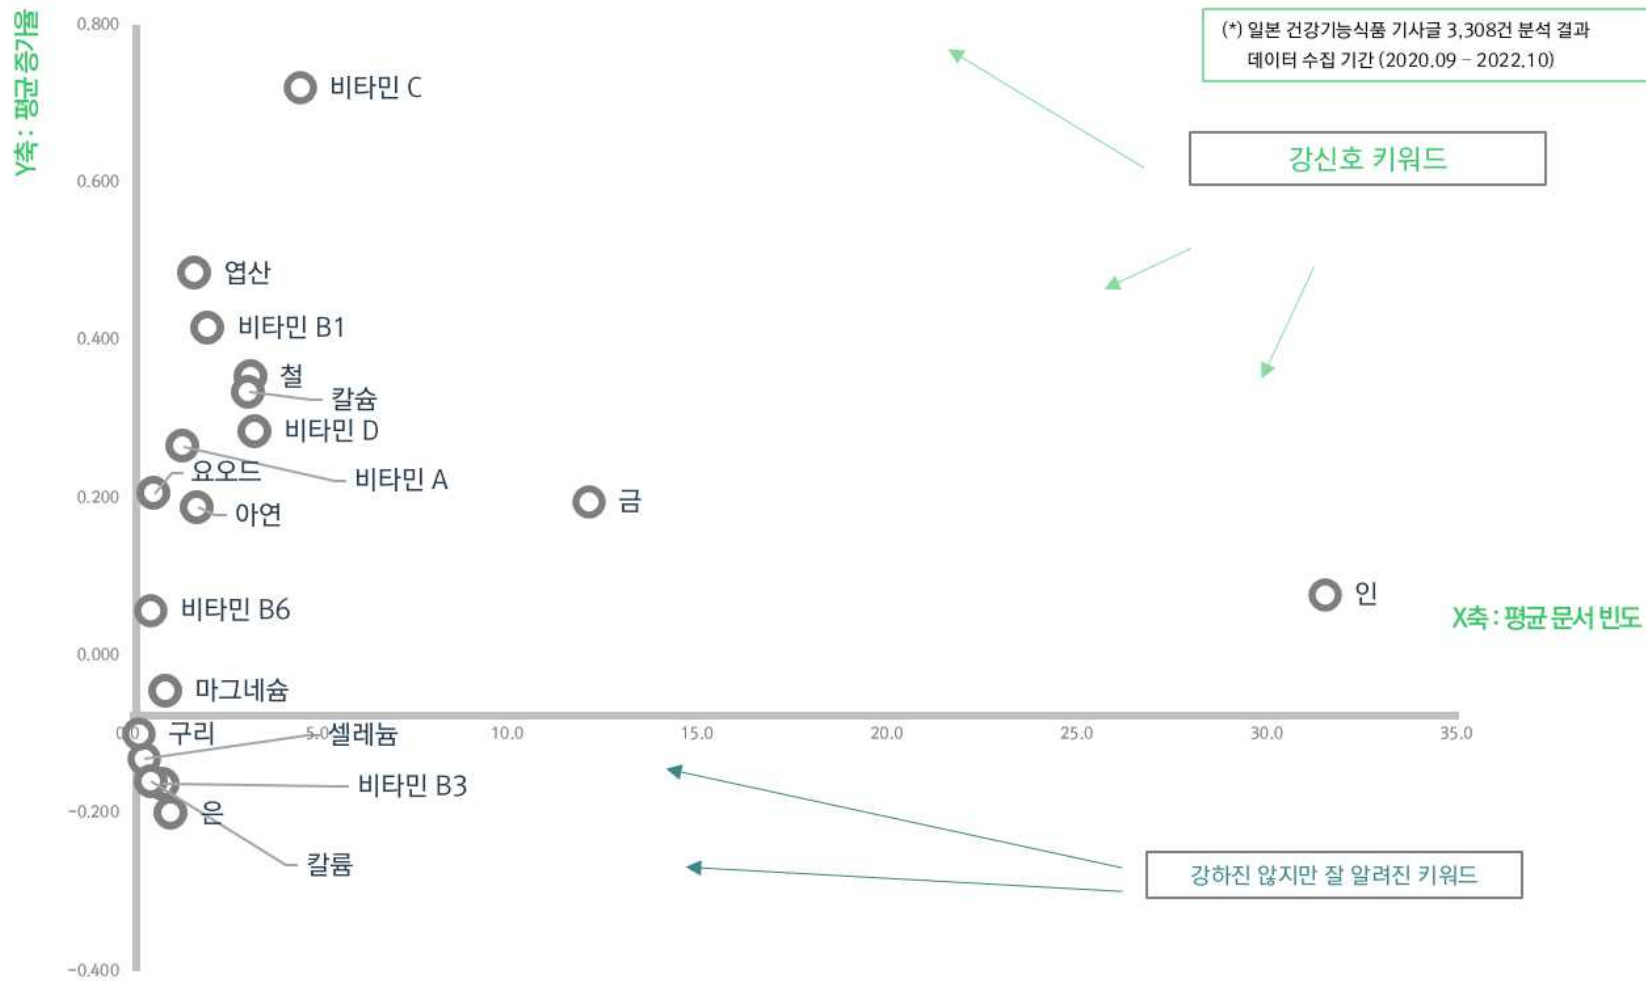 Y축 : 평균 증가율
0.800
0.600
0.400
0.200
0.000
-0.200
-0.400
(*) 일본 건강기능식품 기사글 3,308건 분석 결과
데이터 수집 기간 (2020.09 - 2022.10)
강신호 키워드
비타민 C
엽산
비타민 B1
철
칼슘
비타민 D
비타민 A
요오드
아연
금
인
비타민 B6
X축 : 평균 문서 빈도
마그네슘
구리
셀레늄
비타민 B3
은
칼륨
0.0
5.0
10.0
15.0
20.0
25.0
30.0
35.0
강하진 않지만 잘 알려진 키워드